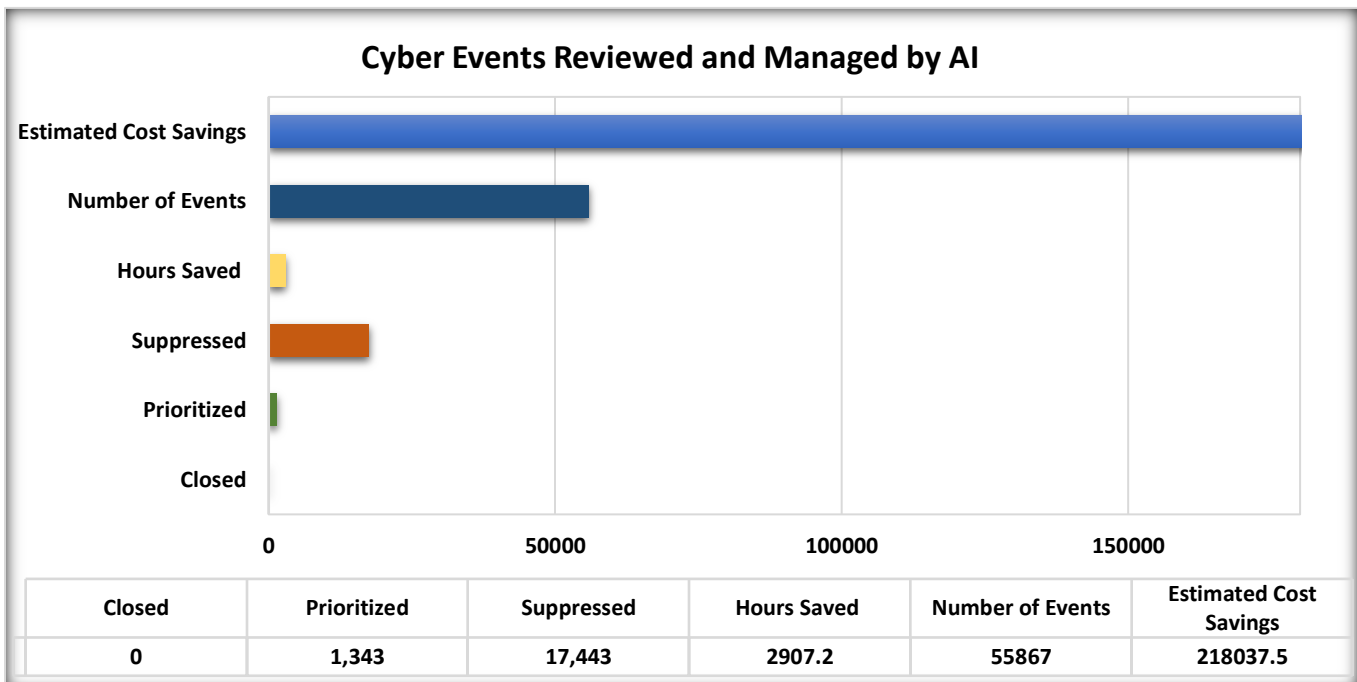 Cyber Events Reviewed and Managed by AI
Estimated Cost Savings
Number of Events
Hours Saved
Suppressed
Prioritized
Closed
0 50000 100000 150000
Closed Prioritized Suppressed Hours Saved Number of Events Estimated Cost
Savings
0 1,343 17,443 2907.2 55867 218037.5